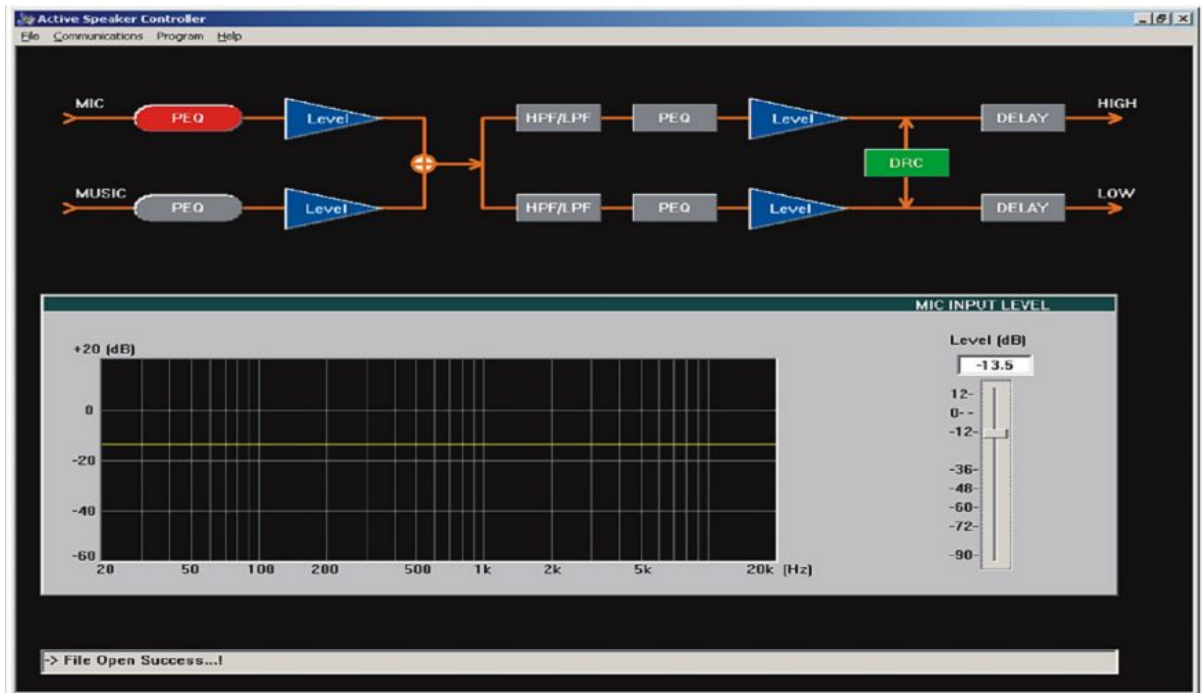 Active Speaker Controller
File Communications Program Help
MIC
PEQ
Level
HPF/LPF
PEQ
Level
DELAY
HIGH
DRC
MUSIC
PEQ
Level
HPF/LPF
PEQ
Level
DELAY
LOW
MIC INPUT LEVEL
+20 (dB)
0
-20
-40
-60
20 50 100 200 500 1k 2k 5k 20k (Hz)
Level (dB)
-13.5
12-
0--
-12-
-36-
-48-
-60-
-72-
-90-
-> File Open Success...!